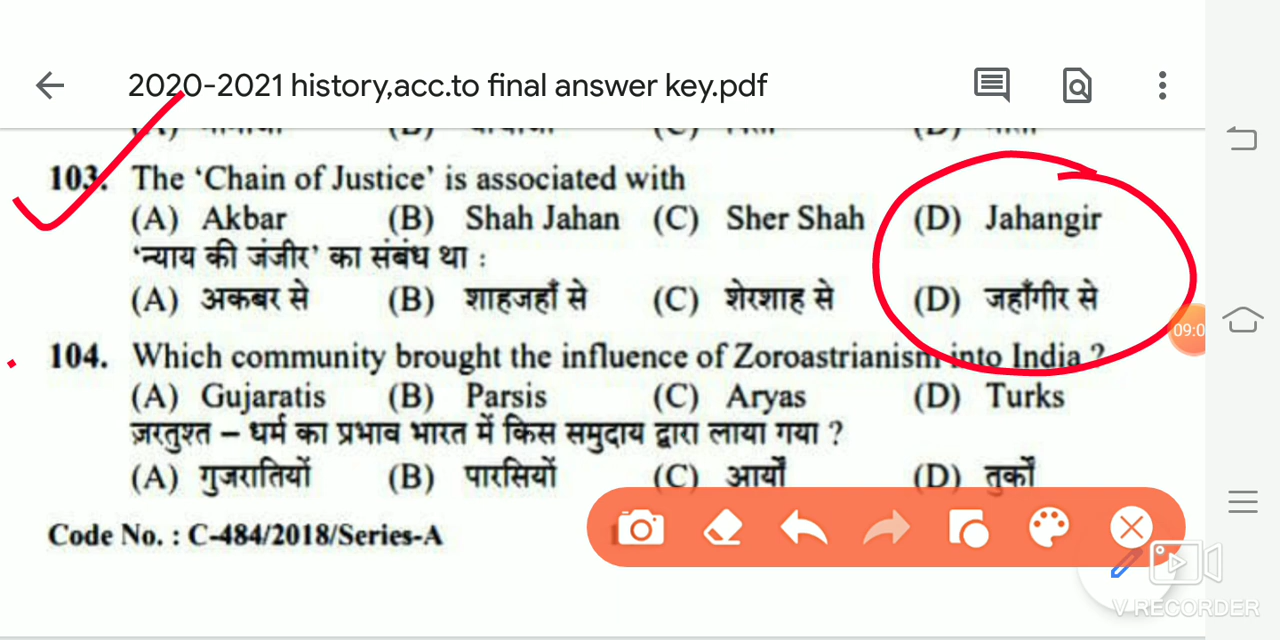 2020-2021 history,acc.to final answer key.pdf
103. The ‘Chain of Justice’ is associated with
(A) Akbar (B) Shah Jahan (C) Sher Shah (D) Jahangir
‘न्याय की जंजीर’ का संबंध था :
(A) अकबर से (B) शाहजहाँ से (C) शेरशाह से (D) जहाँगीर से
09:0
104. Which community brought the influence of Zoroastrianism into India ?
(A) Gujaratis (B) Parsis (C) Aryas (D) Turks
ज़रतुश्त – धर्म का प्रभाव भारत में किस समुदाय द्वारा लाया गया ?
(A) गुजरातियों (B) पारसियों (C) आर्यों (D) तुर्कों
Code No. : C-484/2018/Series-A
V RECORDER